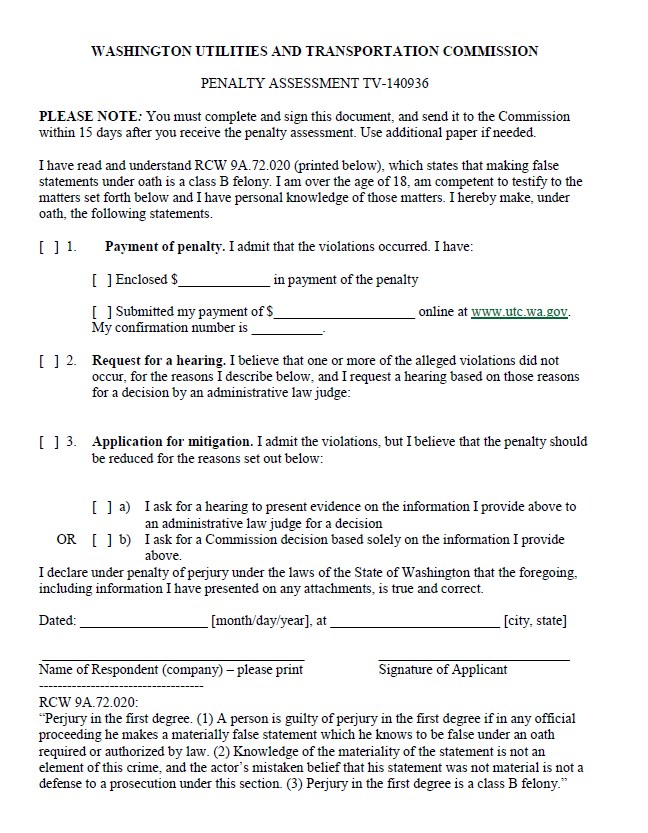 WASHINGTON UTILITIES AND TRANSPORTATION COMMISSION
PENALTY ASSESSMENT TV-140936
PLEASE NOTE: You must complete and sign this document, and send it to the Commission
within 15 days after you receive the penalty assessment. Use additional paper if needed.
I have read and understand RCW 9A.72.020 (printed below), which states that making false
statements under oath is a class B felony. I am over the age of 18, am competent to testify to the
matters set forth below and I have personal knowledge of those matters. I hereby make, under
oath, the following statements.
[ ] 1. Payment of penalty. I admit that the violations occurred. I have:
[ ] Enclosed $______________ in payment of the penalty
[ ] Submitted my payment of $_____________________ online at www.utc.wa.gov.
My confirmation number is ___________.
[ ] 2. Request for a hearing. I believe that one or more of the alleged violations did not
occur, for the reasons I describe below, and I request a hearing based on those reasons
for a decision by an administrative law judge:
[ ] 3. Application for mitigation. I admit the violations, but I believe that the penalty should
be reduced for the reasons set out below:
[ ] a) I ask for a hearing to present evidence on the information I provide above to
an administrative law judge for a decision
OR [ ] b) I ask for a Commission decision based solely on the information I provide
above.
I declare under penalty of perjury under the laws of the State of Washington that the foregoing,
including information I have presented on any attachments, is true and correct.
Dated: ____________________ [month/day/year], at __________________________ [city, state]
Name of Respondent (company) – please print Signature of Applicant
-----------------------------------
RCW 9A.72.020:
“Perjury in the first degree. (1) A person is guilty of perjury in the first degree if in any official
proceeding he makes a materially false statement which he knows to be false under an oath
required or authorized by law. (2) Knowledge of the materiality of the statement is not an
element of this crime, and the actor’s mistaken belief that his statement was not material is not a
defense to a prosecution under this section. (3) Perjury in the first degree is a class B felony.”